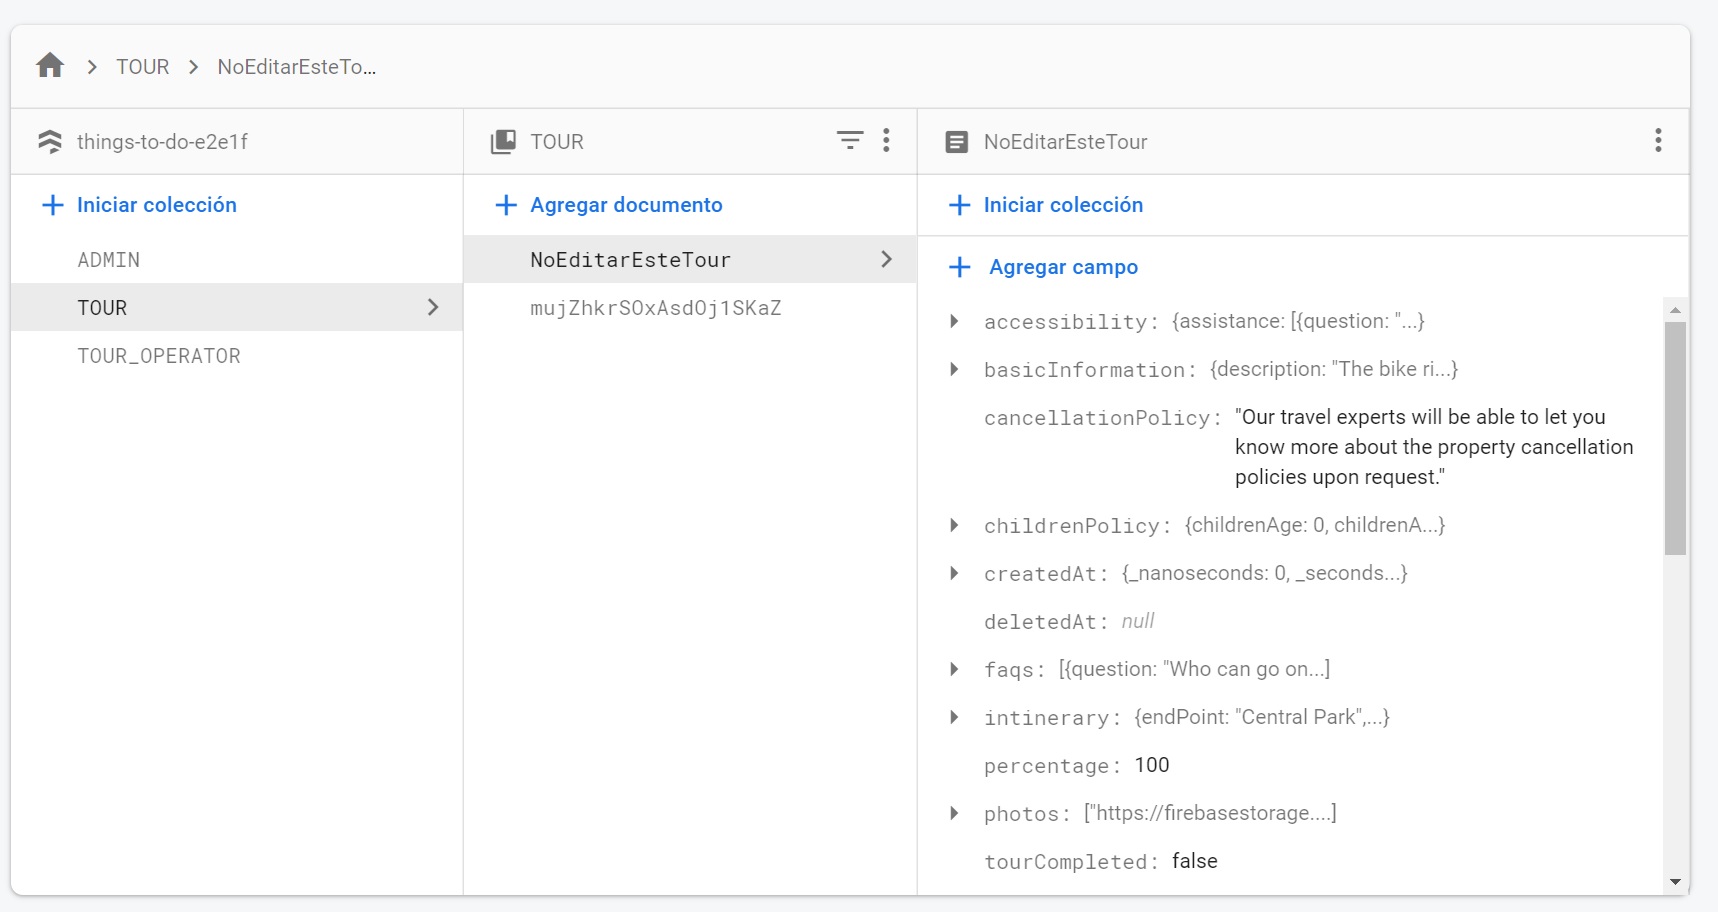 TOUR NoEditarEsteTo...
things-to-do-e2e1f
Iniciar colección
ADMIN
TOUR
TOUR_OPERATOR
TOUR
Agregar documento
NoEditarEsteTour
mujZhkrSOxAsdOj1SKaZ
NoEditarEsteTour
Iniciar colección
Agregar campo
accessibility: {assistance: [{question: "...}
basicInformation: {description: "The bike ri...}
cancellationPolicy: "Our travel experts will be able to let you
know more about the property cancellation
policies upon request."
childrenPolicy: {childrenAge: 0, childrenA...}
createdAt: {_nanoseconds: 0, _seconds...}
deletedAt: null
faqs: [{question: "Who can go on...]
intinerary: {endPoint: "Central Park",...}
percentage: 100
photos: ["https://firebasestorage....]
tourCompleted: false